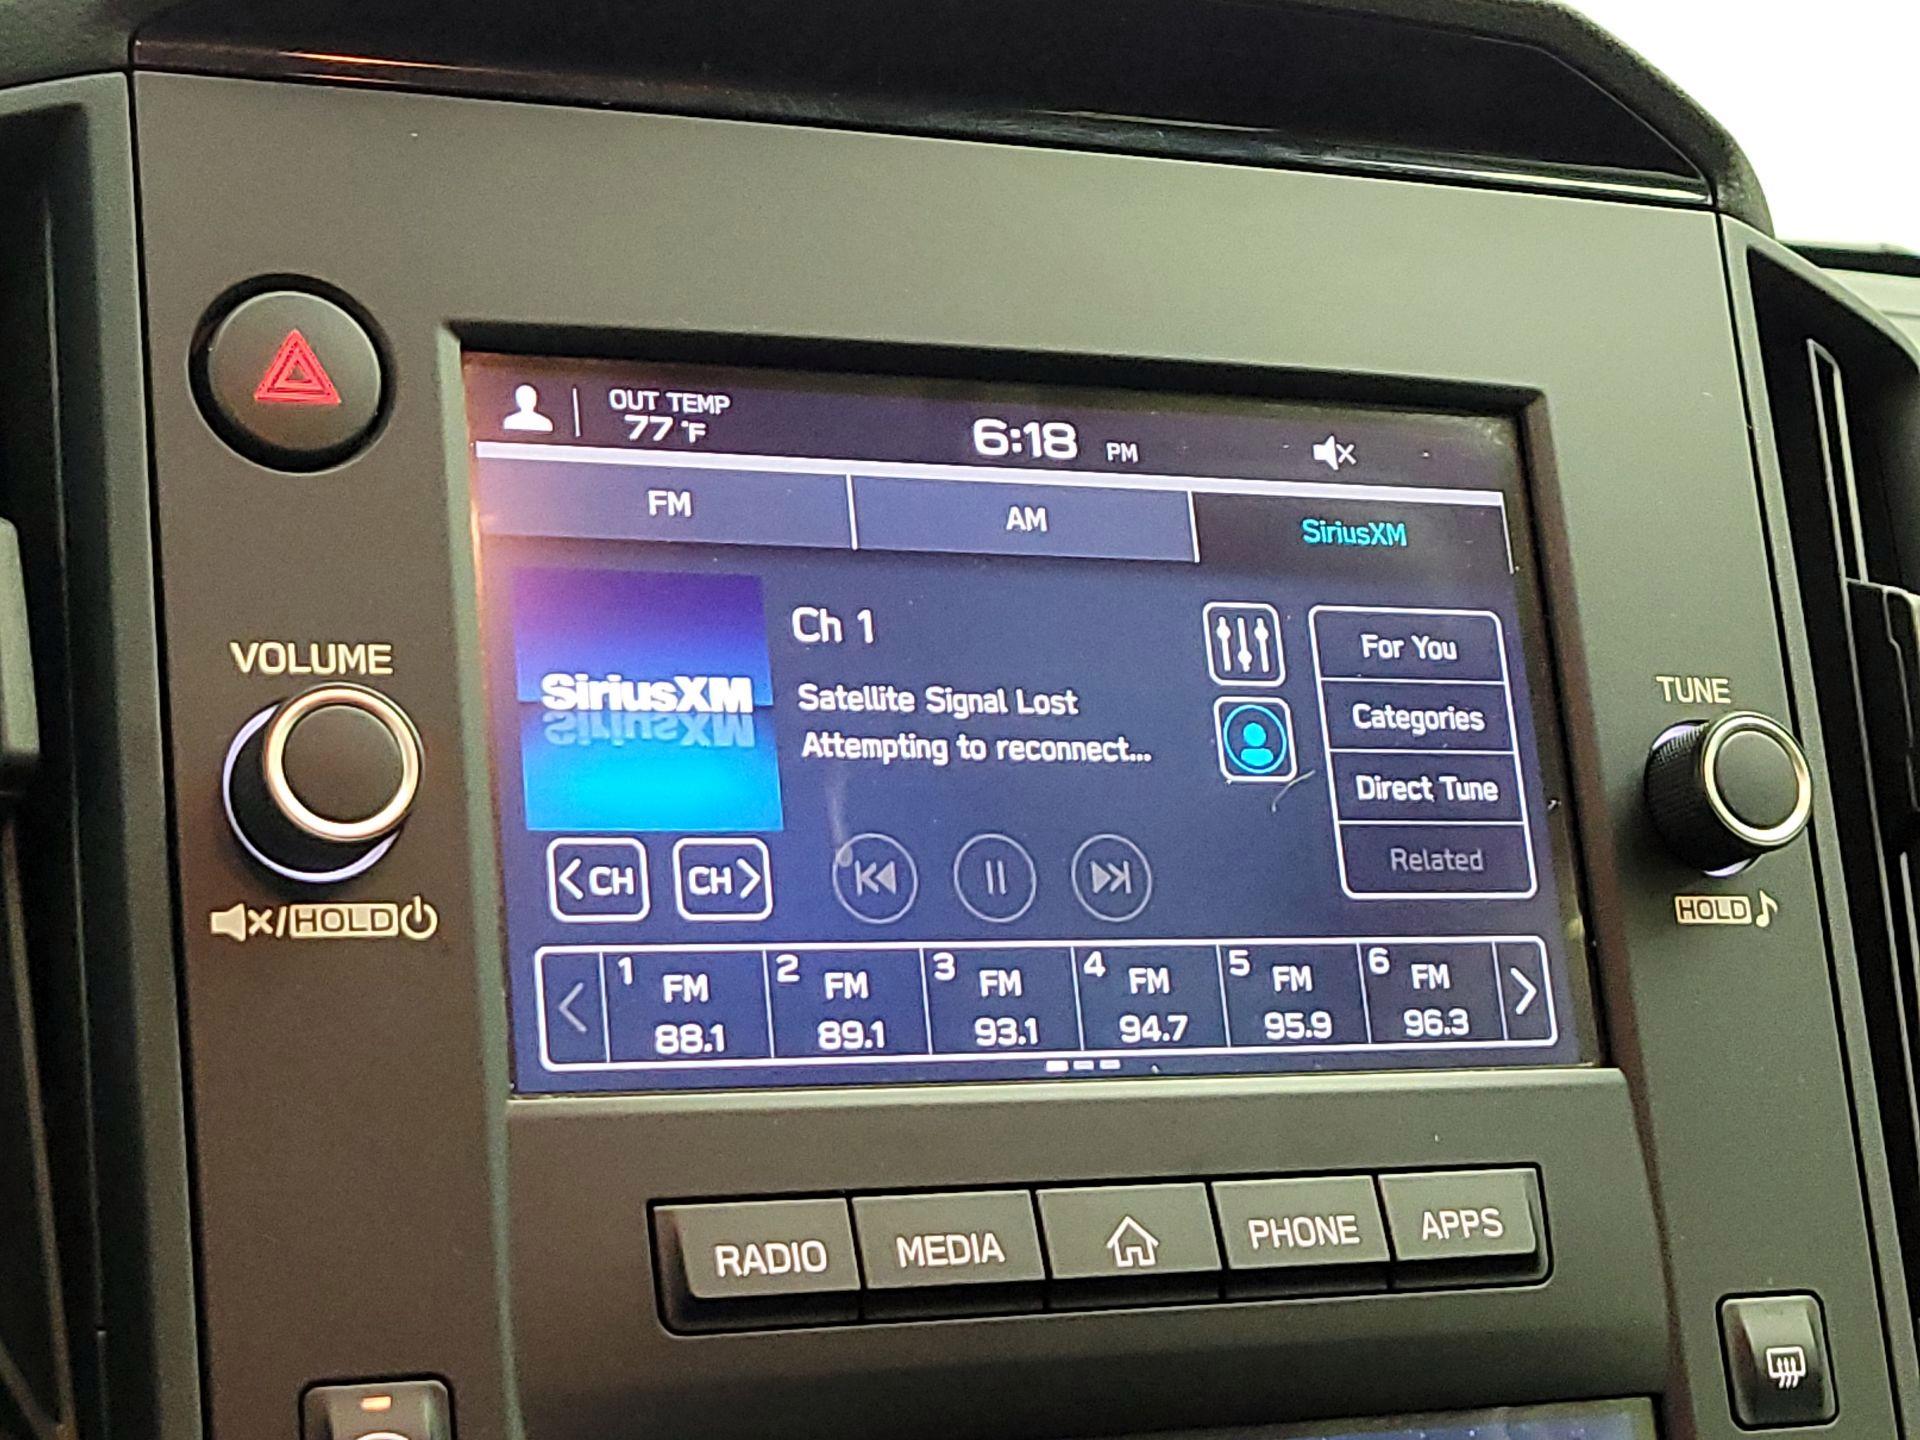 OUT TEMP
77 °F
6:18 PM
FM
AM
SiriusXM
VOLUME
HOLD
SiriusXM
Ch 1
Satellite Signal Lost
Attempting to reconnect...
For You
Categories
Direct Tune
Related
TUNE
HOLD
<CH
CH>
1 FM
88.1
2 FM
89.1
3 FM
93.1
4 FM
94.7
5 FM
95.9
6 FM
96.3
RADIO
MEDIA
PHONE
APPS